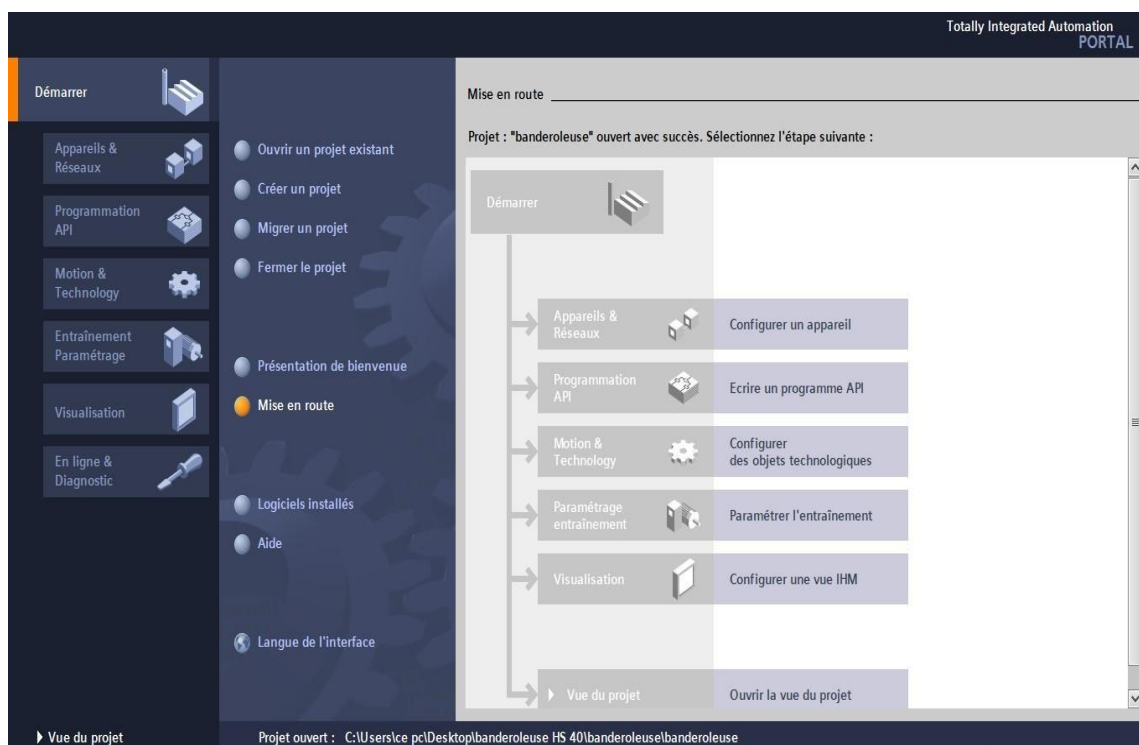 Totally Integrated Automation
PORTAL
Démarrer
Appareils &
Réseaux
Programmation
API
Motion &
Technology
Entraînement
Paramétrage
Visualisation
En ligne &
Diagnostic
Vue du projet
Ouvrir un projet existant
Créer un projet
Migrer un projet
Fermer le projet
Présentation de bienvenue
Mise en route
Logiciels installés
Aide
Langue de l'interface
Mise en route
Projet : "banderoleuse" ouvert avec succès. Sélectionnez l'étape suivante :
Démarrer
Appareils &
Réseaux
Configurer un appareil
Programmation
API
Ecrire un programme API
Motion &
Technology
Configurer
des objets technologiques
Paramétrage
entraînement
Paramétrer l'entraînement
Visualisation
Configurer une vue IHM
Vue du projet
Ouvrir la vue du projet
Projet ouvert : C:\Users\ce pc\Desktop\banderoleuse HS 40\banderoleuse\banderoleuse